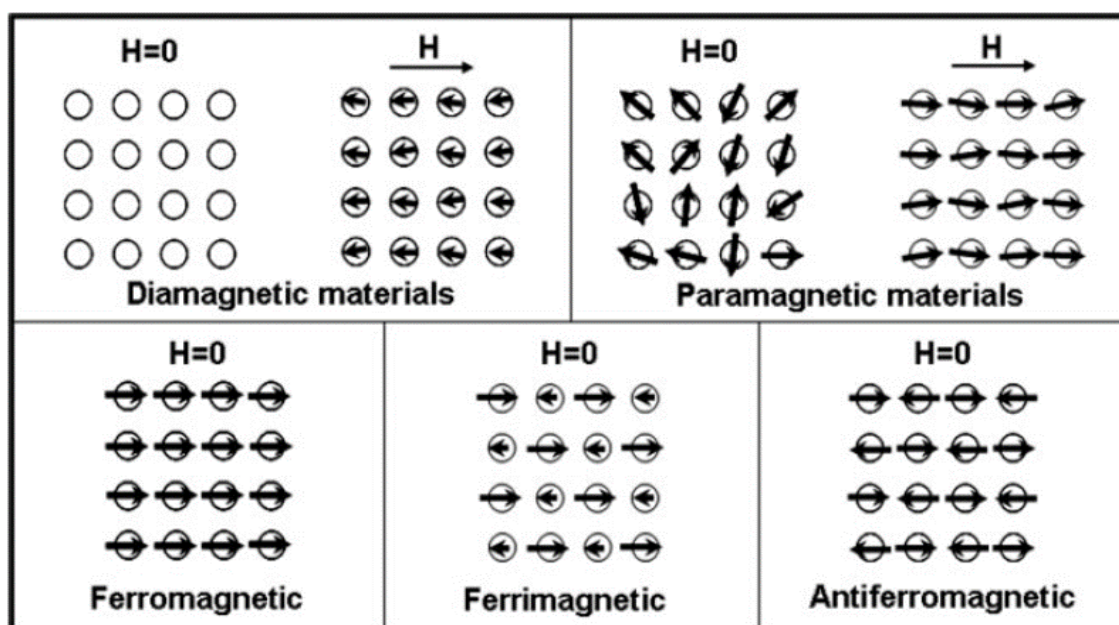 H=0
H
Diamagnetic materials
H=0
H
Paramagnetic materials
H=0
Ferromagnetic
H=0
Ferrimagnetic
H=0
Antiferromagnetic